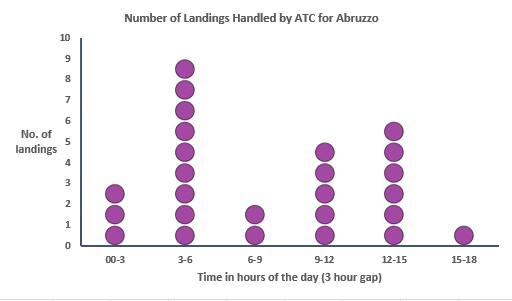 Number of Landings Handled by ATC for Abruzzo
10
9
8
7
6
5
4
3
2
1
0
No. of
landings
00-3 3-6 6-9 9-12 12-15 15-18
Time in hours of the day (3 hour gap)